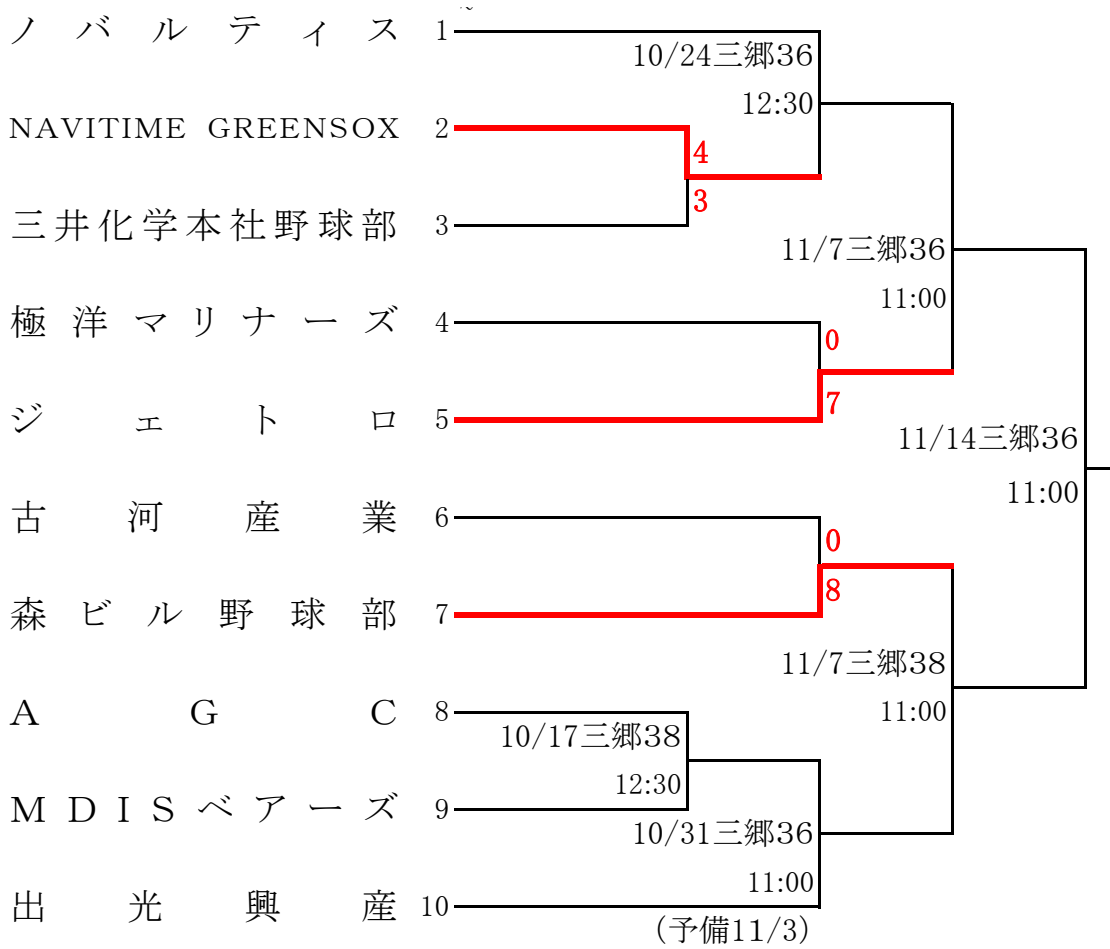 ノバルティス 1
10/24三郷36
12:30
NAVITIME GREENSOX 2
4
3
三井化学本社野球部 3
11/7三郷36
11:00
極洋マリナーズ 4
0
7
ジェトロ 5
11/14三郷36
11:00
古河産業 6
0
8
森ビル野球部 7
11/7三郷38
11:00
AGC 8
10/17三郷38
12:30
MDISベアーズ 9
10/31三郷36
11:00
出光興産 10
(予備11/3)